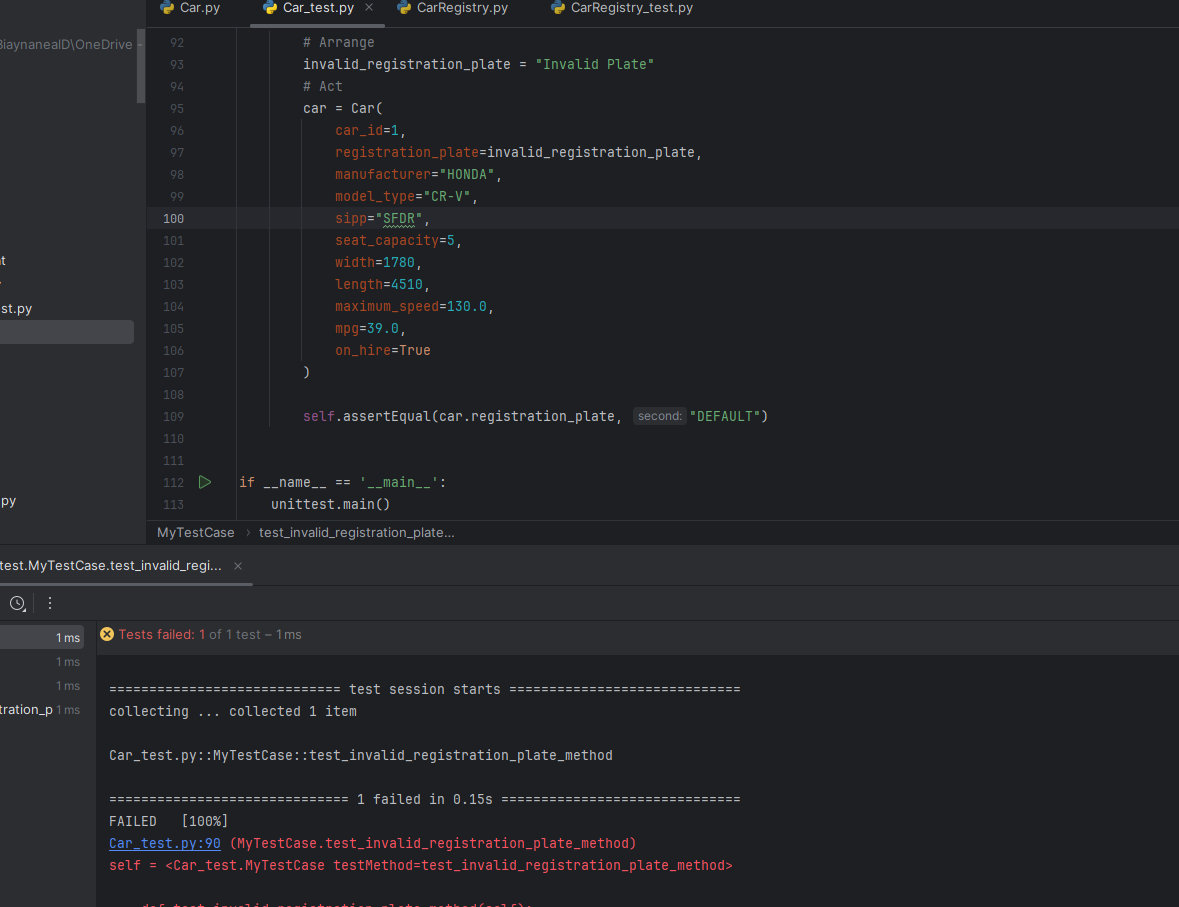 Car.py Car_test.py CarRegistry.py CarRegistry_test.py
BiaynanealD\OneDrive -
st.py
py
92 # Arrange
93 invalid_registration_plate = "Invalid Plate"
94 # Act
95 car = Car(
96 car_id=1,
97 registration_plate=invalid_registration_plate,
98 manufacturer="HONDA",
99 model_type="CR-V",
100 sipp="SFDR",
101 seat_capacity=5,
102 width=1780,
103 length=4510,
104 maximum_speed=130.0,
105 mpg=39.0,
106 on_hire=True
107 )
108
109 self.assertEqual(car.registration_plate, second: "DEFAULT")
110
111
112 if __name__ == '__main__':
113 unittest.main()
MyTestCase › test_invalid_registration_plate...
test.MyTestCase.test_invalid_regi...
1 ms
1 ms
1 ms
tration_p 1 ms
Tests failed: 1 of 1 test – 1 ms
============================= test session starts =============================
collecting ... collected 1 item
Car_test.py::MyTestCase::test_invalid_registration_plate_method
============================== 1 failed in 0.15s ==============================
FAILED [100%]
Car_test.py:90 (MyTestCase.test_invalid_registration_plate_method)
self = <Car_test.MyTestCase testMethod=test_invalid_registration_plate_method>
def test_invalid_registration_plate_method(self):